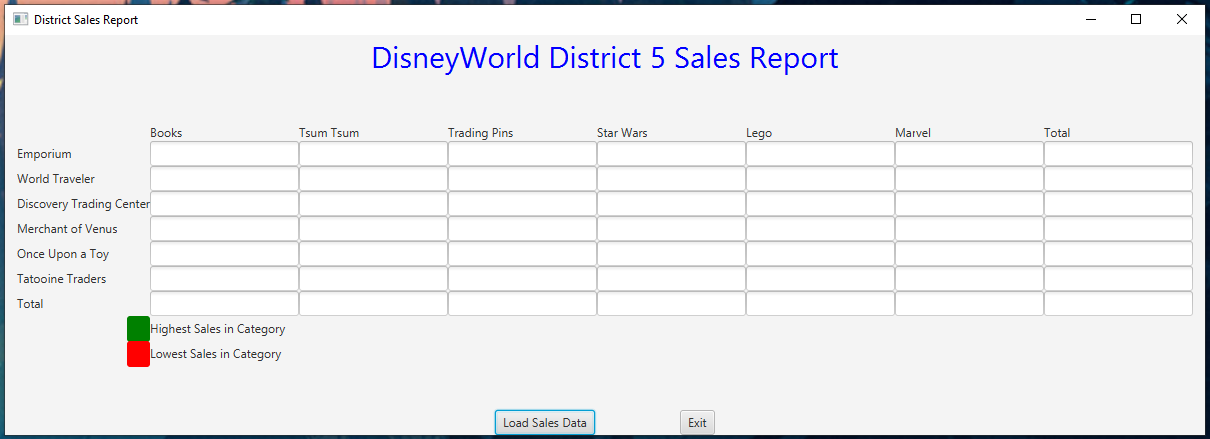 District Sales Report
DisneyWorld District 5 Sales Report
Books Tsum Tsum Trading Pins Star Wars Lego Marvel Total
Emporium
World Traveler
Discovery Trading Center
Merchant of Venus
Once Upon a Toy
Tatooine Traders
Total
Highest Sales in Category
Lowest Sales in Category
Load Sales Data Exit